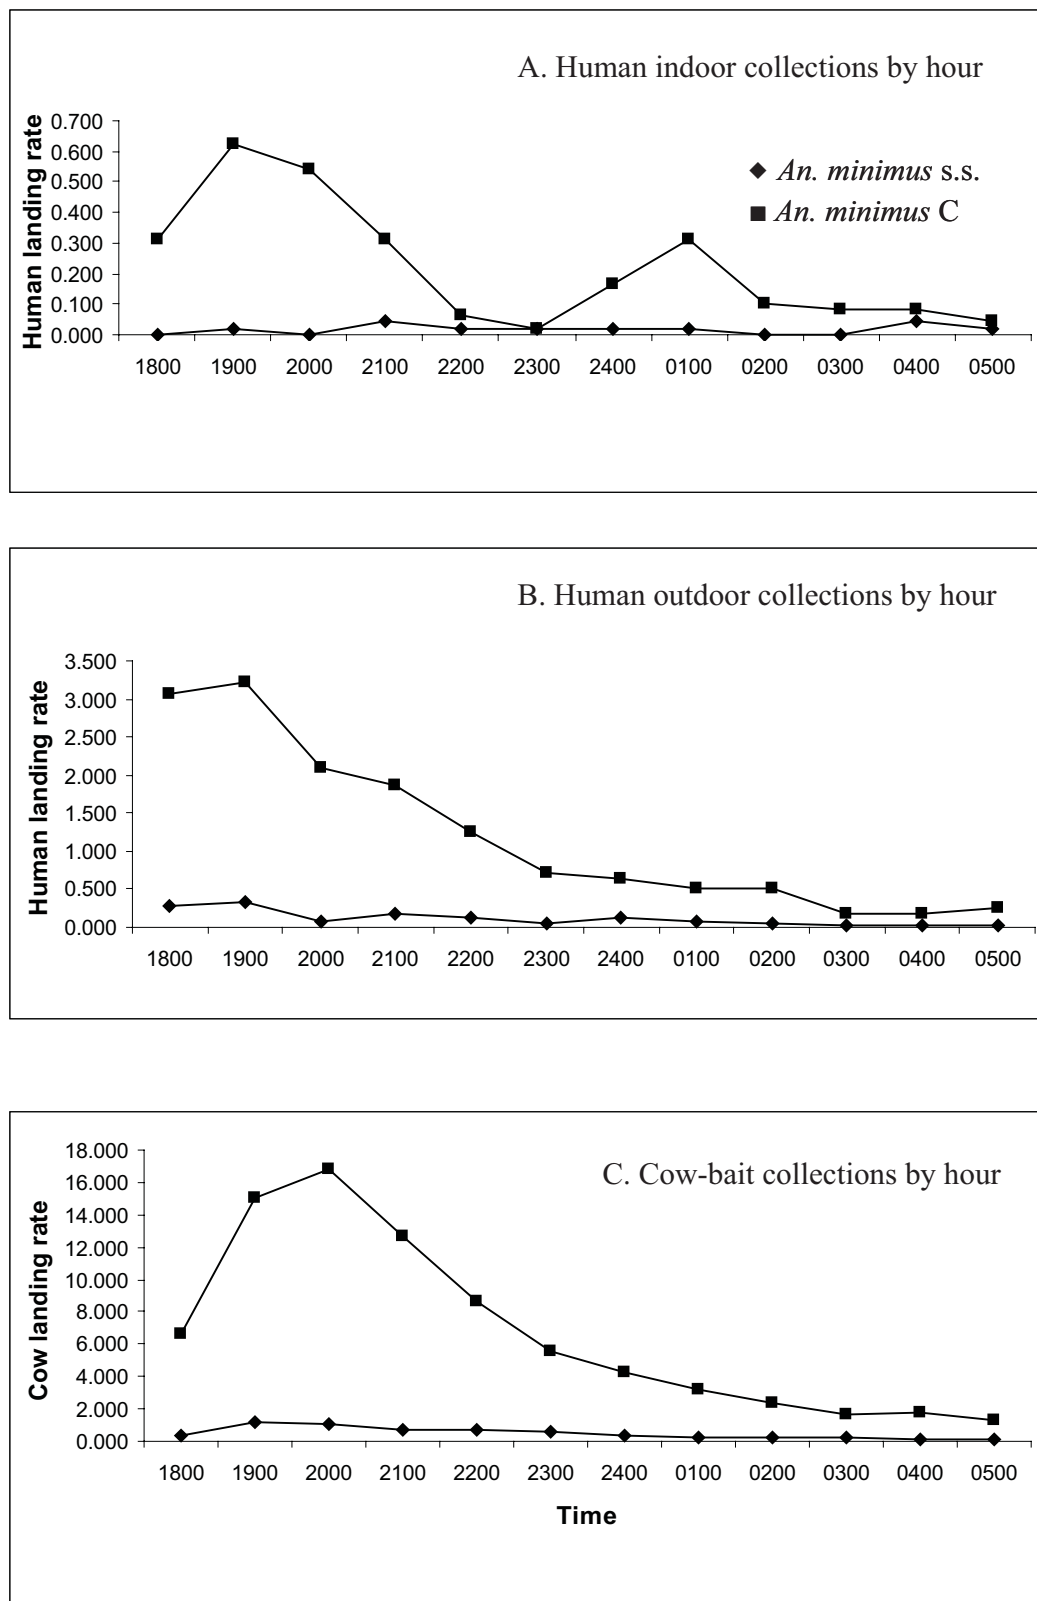 A. Human indoor collections by hour
Human landing rate
0.700
0.600
0.500
0.400
0.300
0.200
0.100
0.000
An. minimus s.s.
An. minimus C
1800 1900 2000 2100 2200 2300 2400 0100 0200 0300 0400 0500
B. Human outdoor collections by hour
Human landing rate
3.500
3.000
2.500
2.000
1.500
1.000
0.500
0.000
1800 1900 2000 2100 2200 2300 2400 0100 0200 0300 0400 0500
C. Cow-bait collections by hour
Cow landing rate
18.000
16.000
14.000
12.000
10.000
8.000
6.000
4.000
2.000
0.000
1800 1900 2000 2100 2200 2300 2400 0100 0200 0300 0400 0500
Time